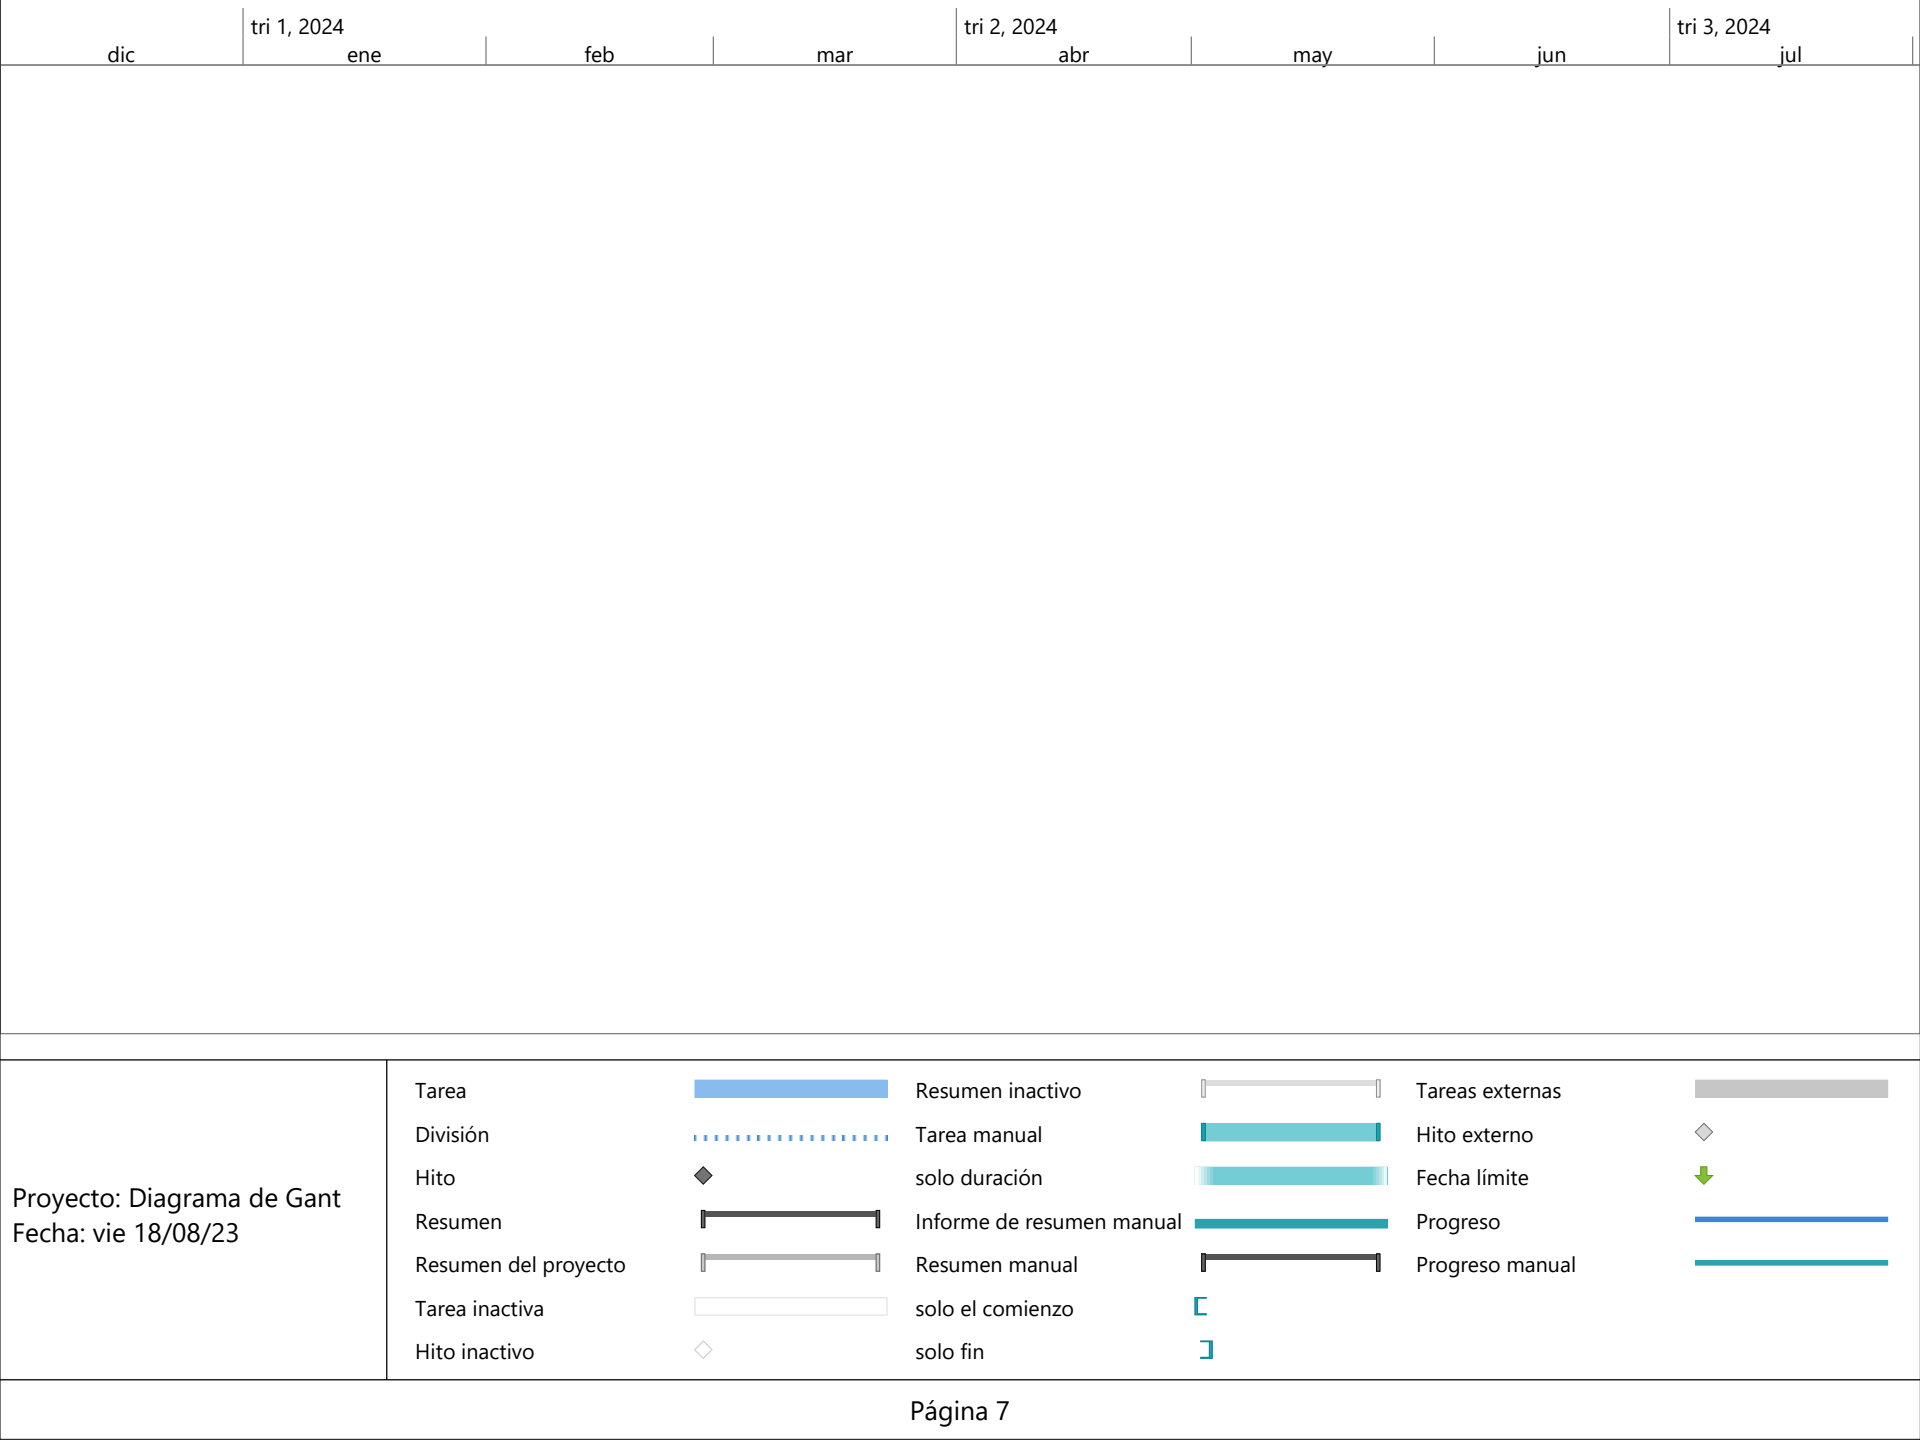 tri 1, 2024 tri 2, 2024 tri 3, 2024
dic ene feb mar abr may jun jul
Proyecto: Diagrama de Gant
Fecha: vie 18/08/23
Tarea
División
Hito
Resumen
Resumen del proyecto
Tarea inactiva
Hito inactivo
Resumen inactivo
Tarea manual
solo duración
Informe de resumen manual
Resumen manual
solo el comienzo
solo fin
Tareas externas
Hito externo
Fecha límite
Progreso
Progreso manual
Página 7